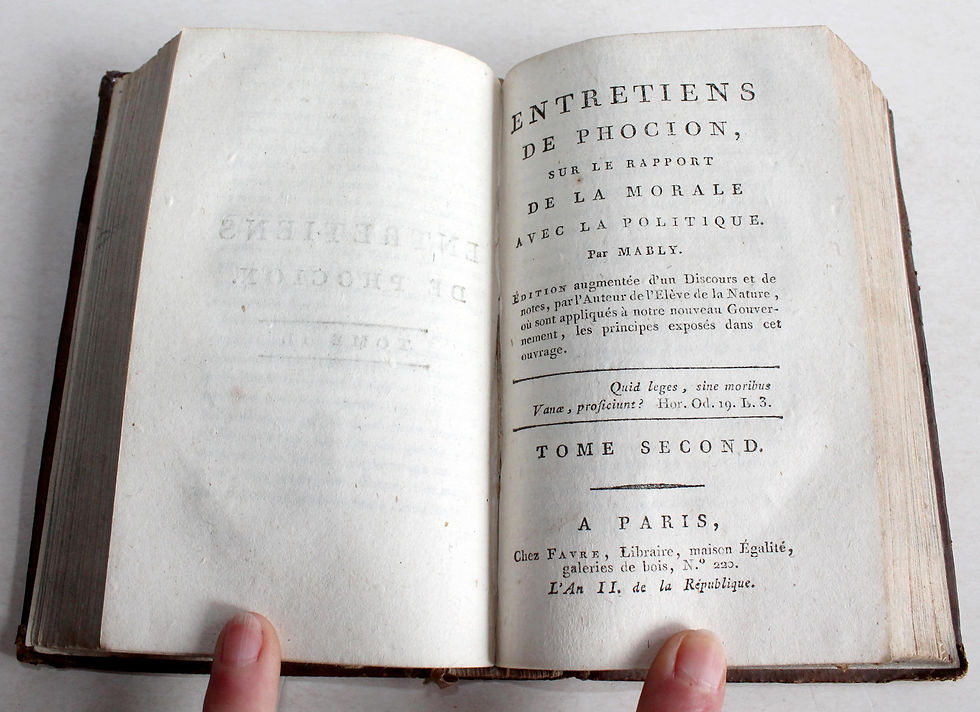 ENTRETIENS
DE PHOCION,
SUR LE RAPPORT
DE LA MORALE
AVEC LA POLITIQUE.
Par MABLY.
ÉDITION augmentée d'un Discours et de
notes, par l'Auteur de l'Elève de la Nature,
où sont appliqués à notre nouveau Gouver-
nement, les principes exposés dans cet
ouvrage.
Quid leges, sine moribus
Vanæ, proficiunt? Hor. Od. 19. L. 3.
TOME SECOND.
A PARIS,
Chez FAVRE, Libraire, maison Égalité,
galeries de bois, N.º 220.
L'An II. de la République.